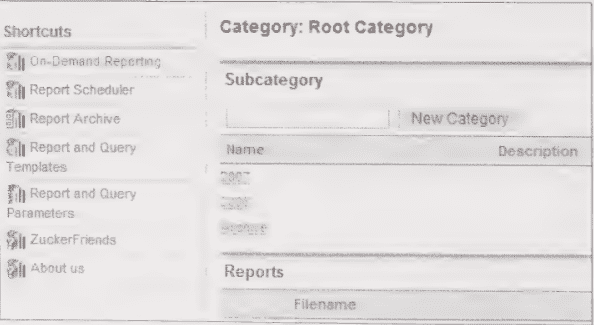 Shortcuts
On-Demand Reporting
Report Scheduler
Report Archive
Report and Query
Templates
Report and Query
Parameters
ZuckerFriends
About us
Category: Root Category
Subcategory
New Category
Name Description
2007
Reports
Filename